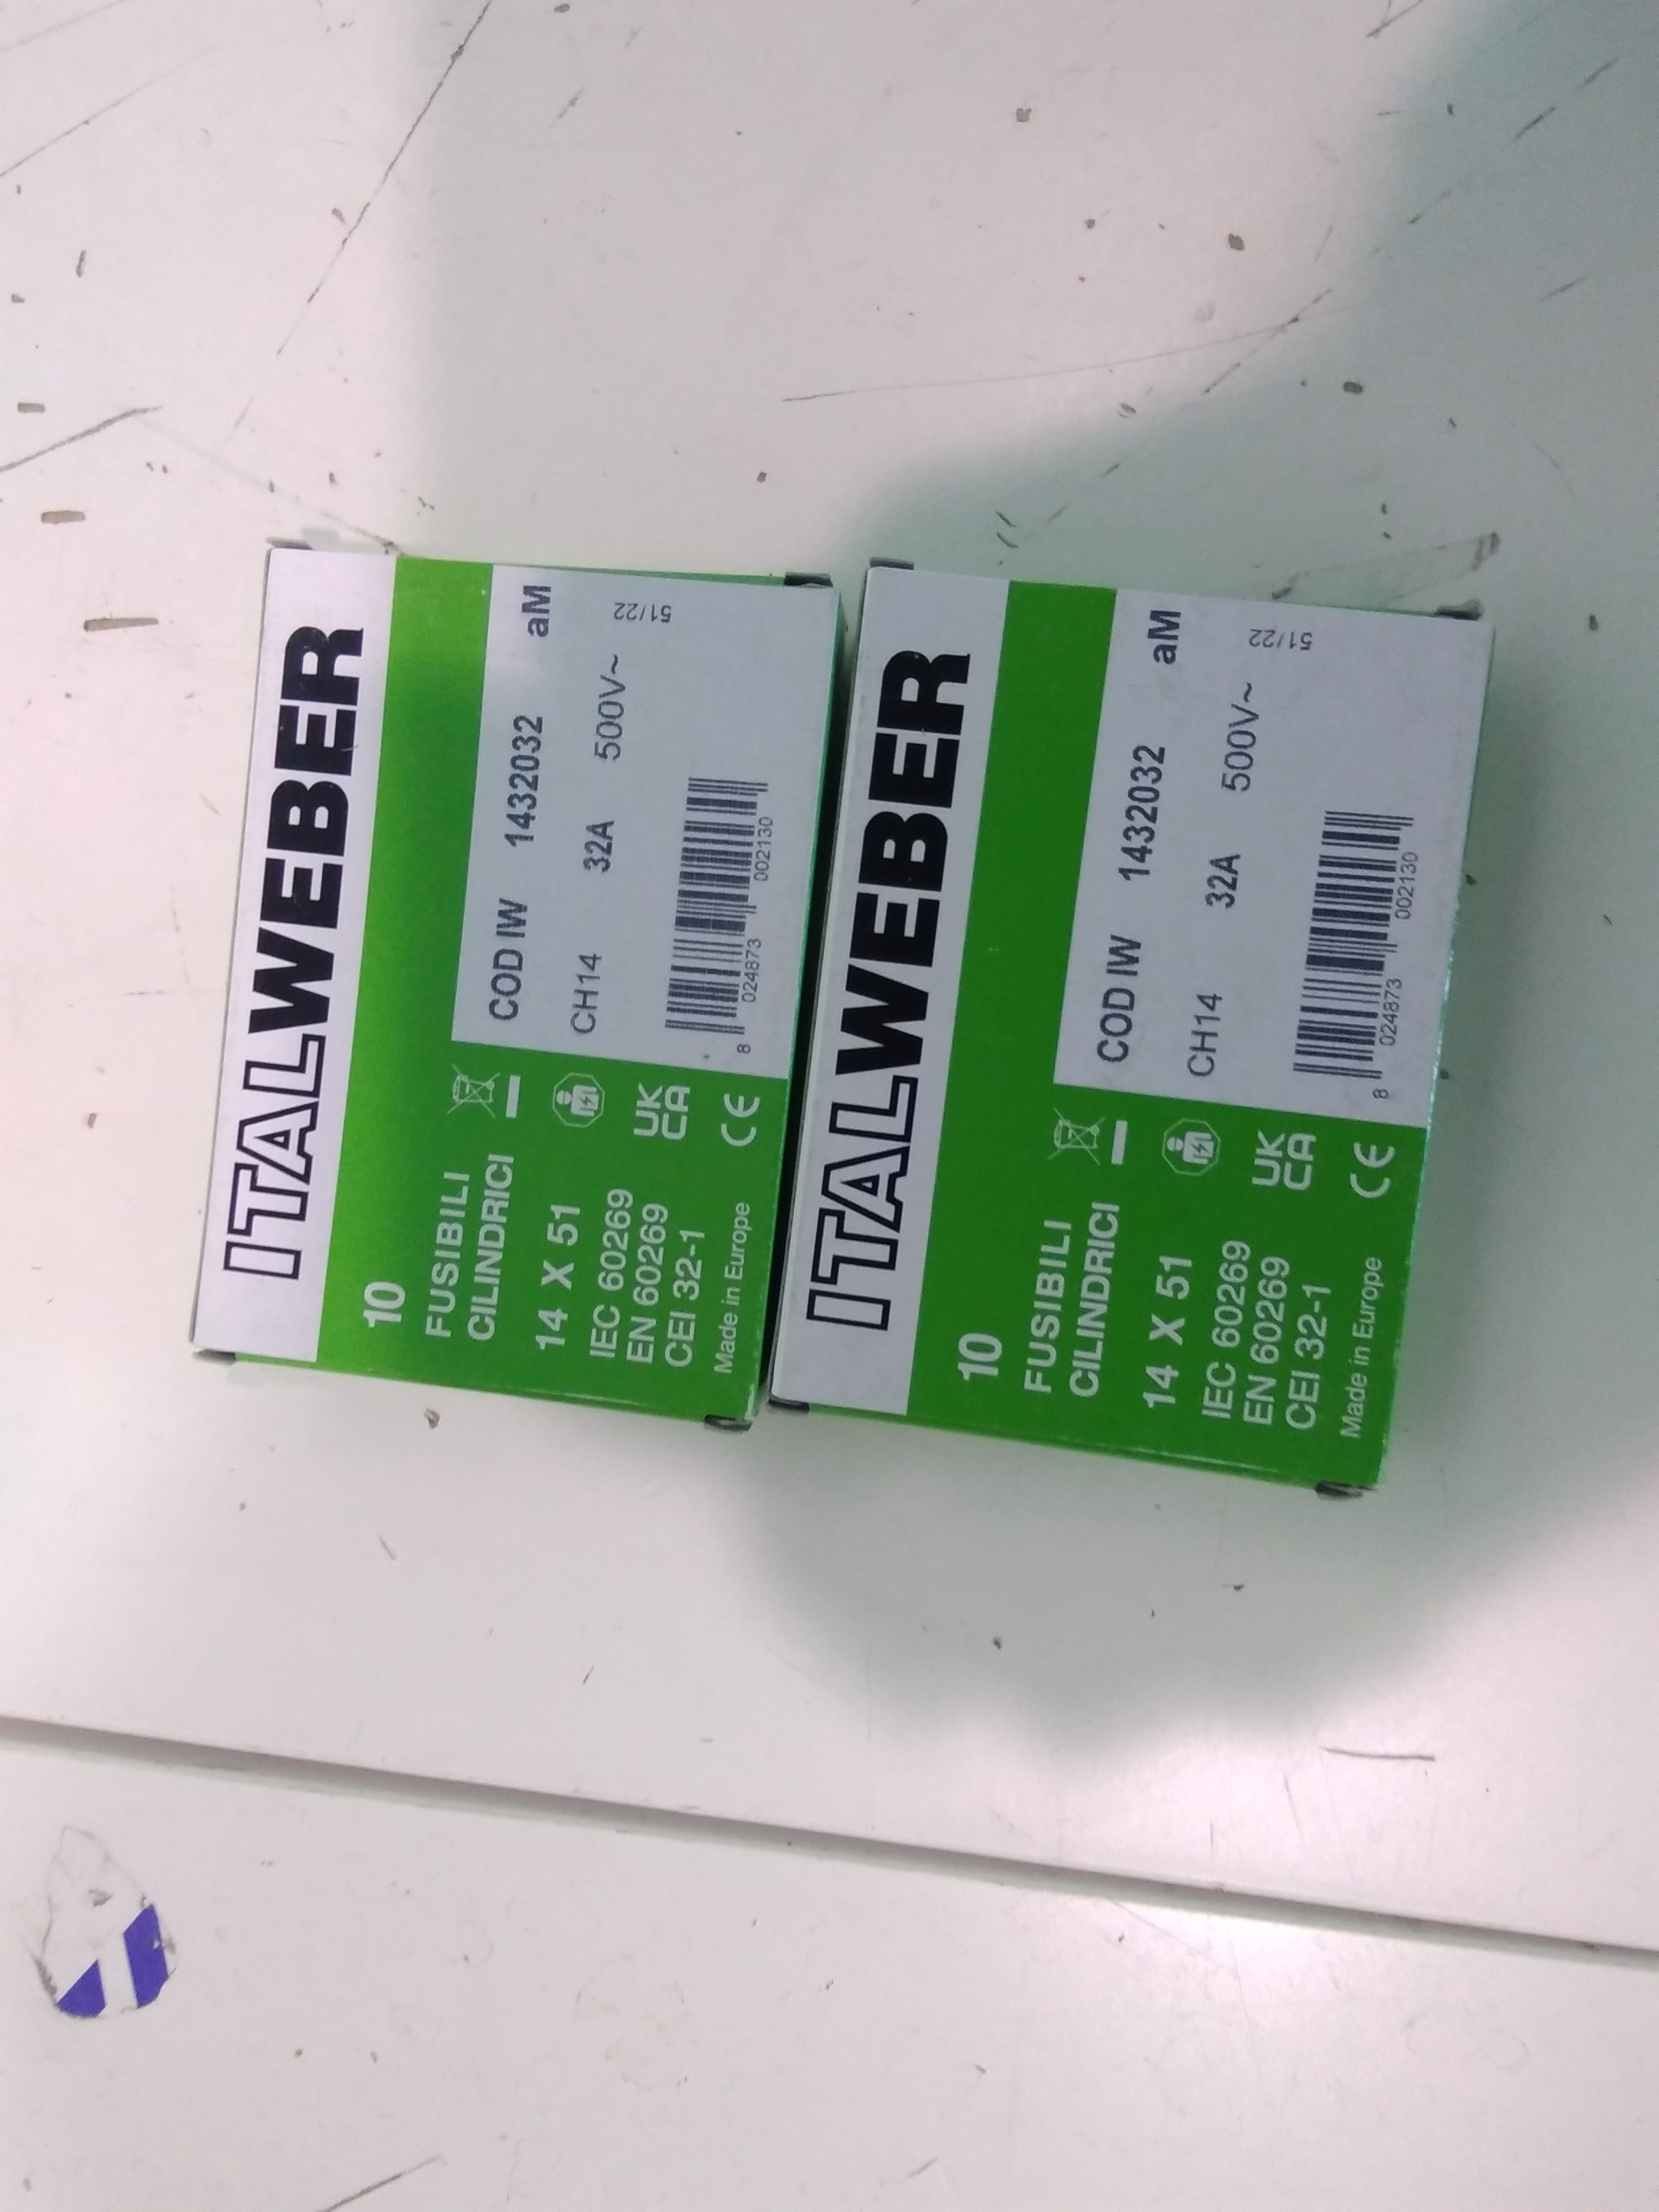 ITALWEBER
10
FUSIBILI
CILINDRICI
14 X 51
IEC 60269
EN 60269
CEI 32-1
Made in Europe
UK
CA
CE
COD IW 1432032 aM
CH14 32A 500V~
51/22
8 024873 002130
ITALWEBER
10
FUSIBILI
CILINDRICI
14 X 51
IEC 60269
EN 60269
CEI 32-1
Made in Europe
UK
CA
CE
COD IW 1432032 aM
CH14 32A 500V~
51/22
8 024873 002130